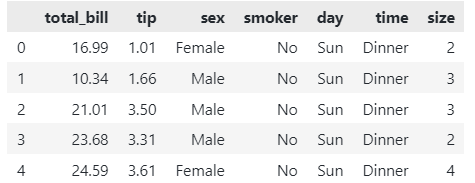 total_bill tip sex smoker day time size
0 16.99 1.01 Female No Sun Dinner 2
1 10.34 1.66 Male No Sun Dinner 3
2 21.01 3.50 Male No Sun Dinner 3
3 23.68 3.31 Male No Sun Dinner 2
4 24.59 3.61 Female No Sun Dinner 4